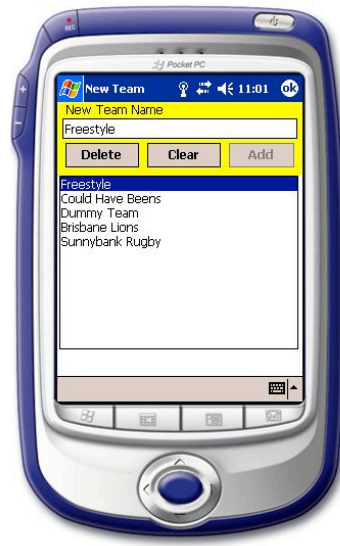 REC
Pocket PC
New Team 11:01 ok
New Team Name
Freestyle
Delete Clear Add
Freestyle
Could Have Beens
Dummy Team
Brisbane Lions
Sunnybank Rugby